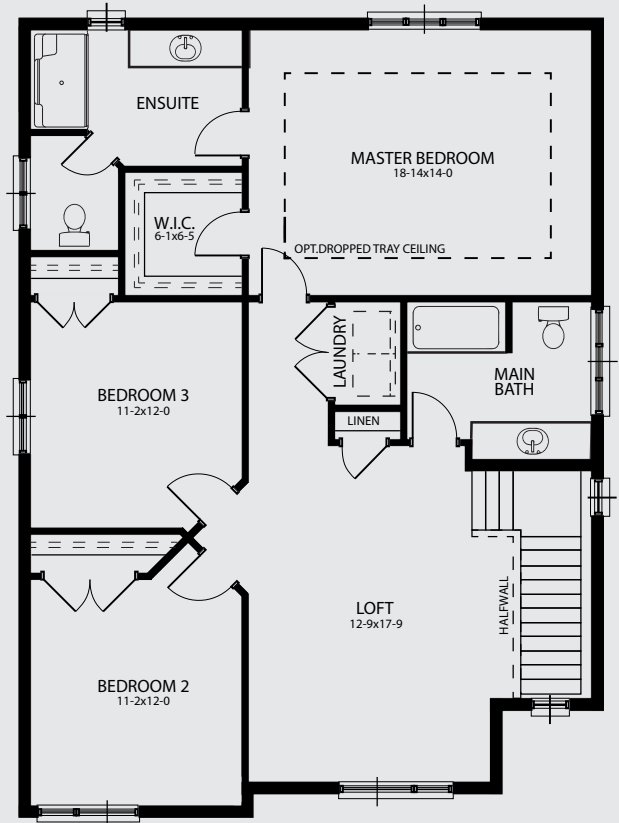 ENSUITE
MASTER BEDROOM
18-14x14-0
W.I.C.
6-1x6-5
OPT.DROPPED TRAY CEILING
LAUNDRY
BEDROOM 3
11-2x12-0
MAIN
BATH
LINEN
LOFT
12-9x17-9
HALFWALL
BEDROOM 2
11-2x12-0